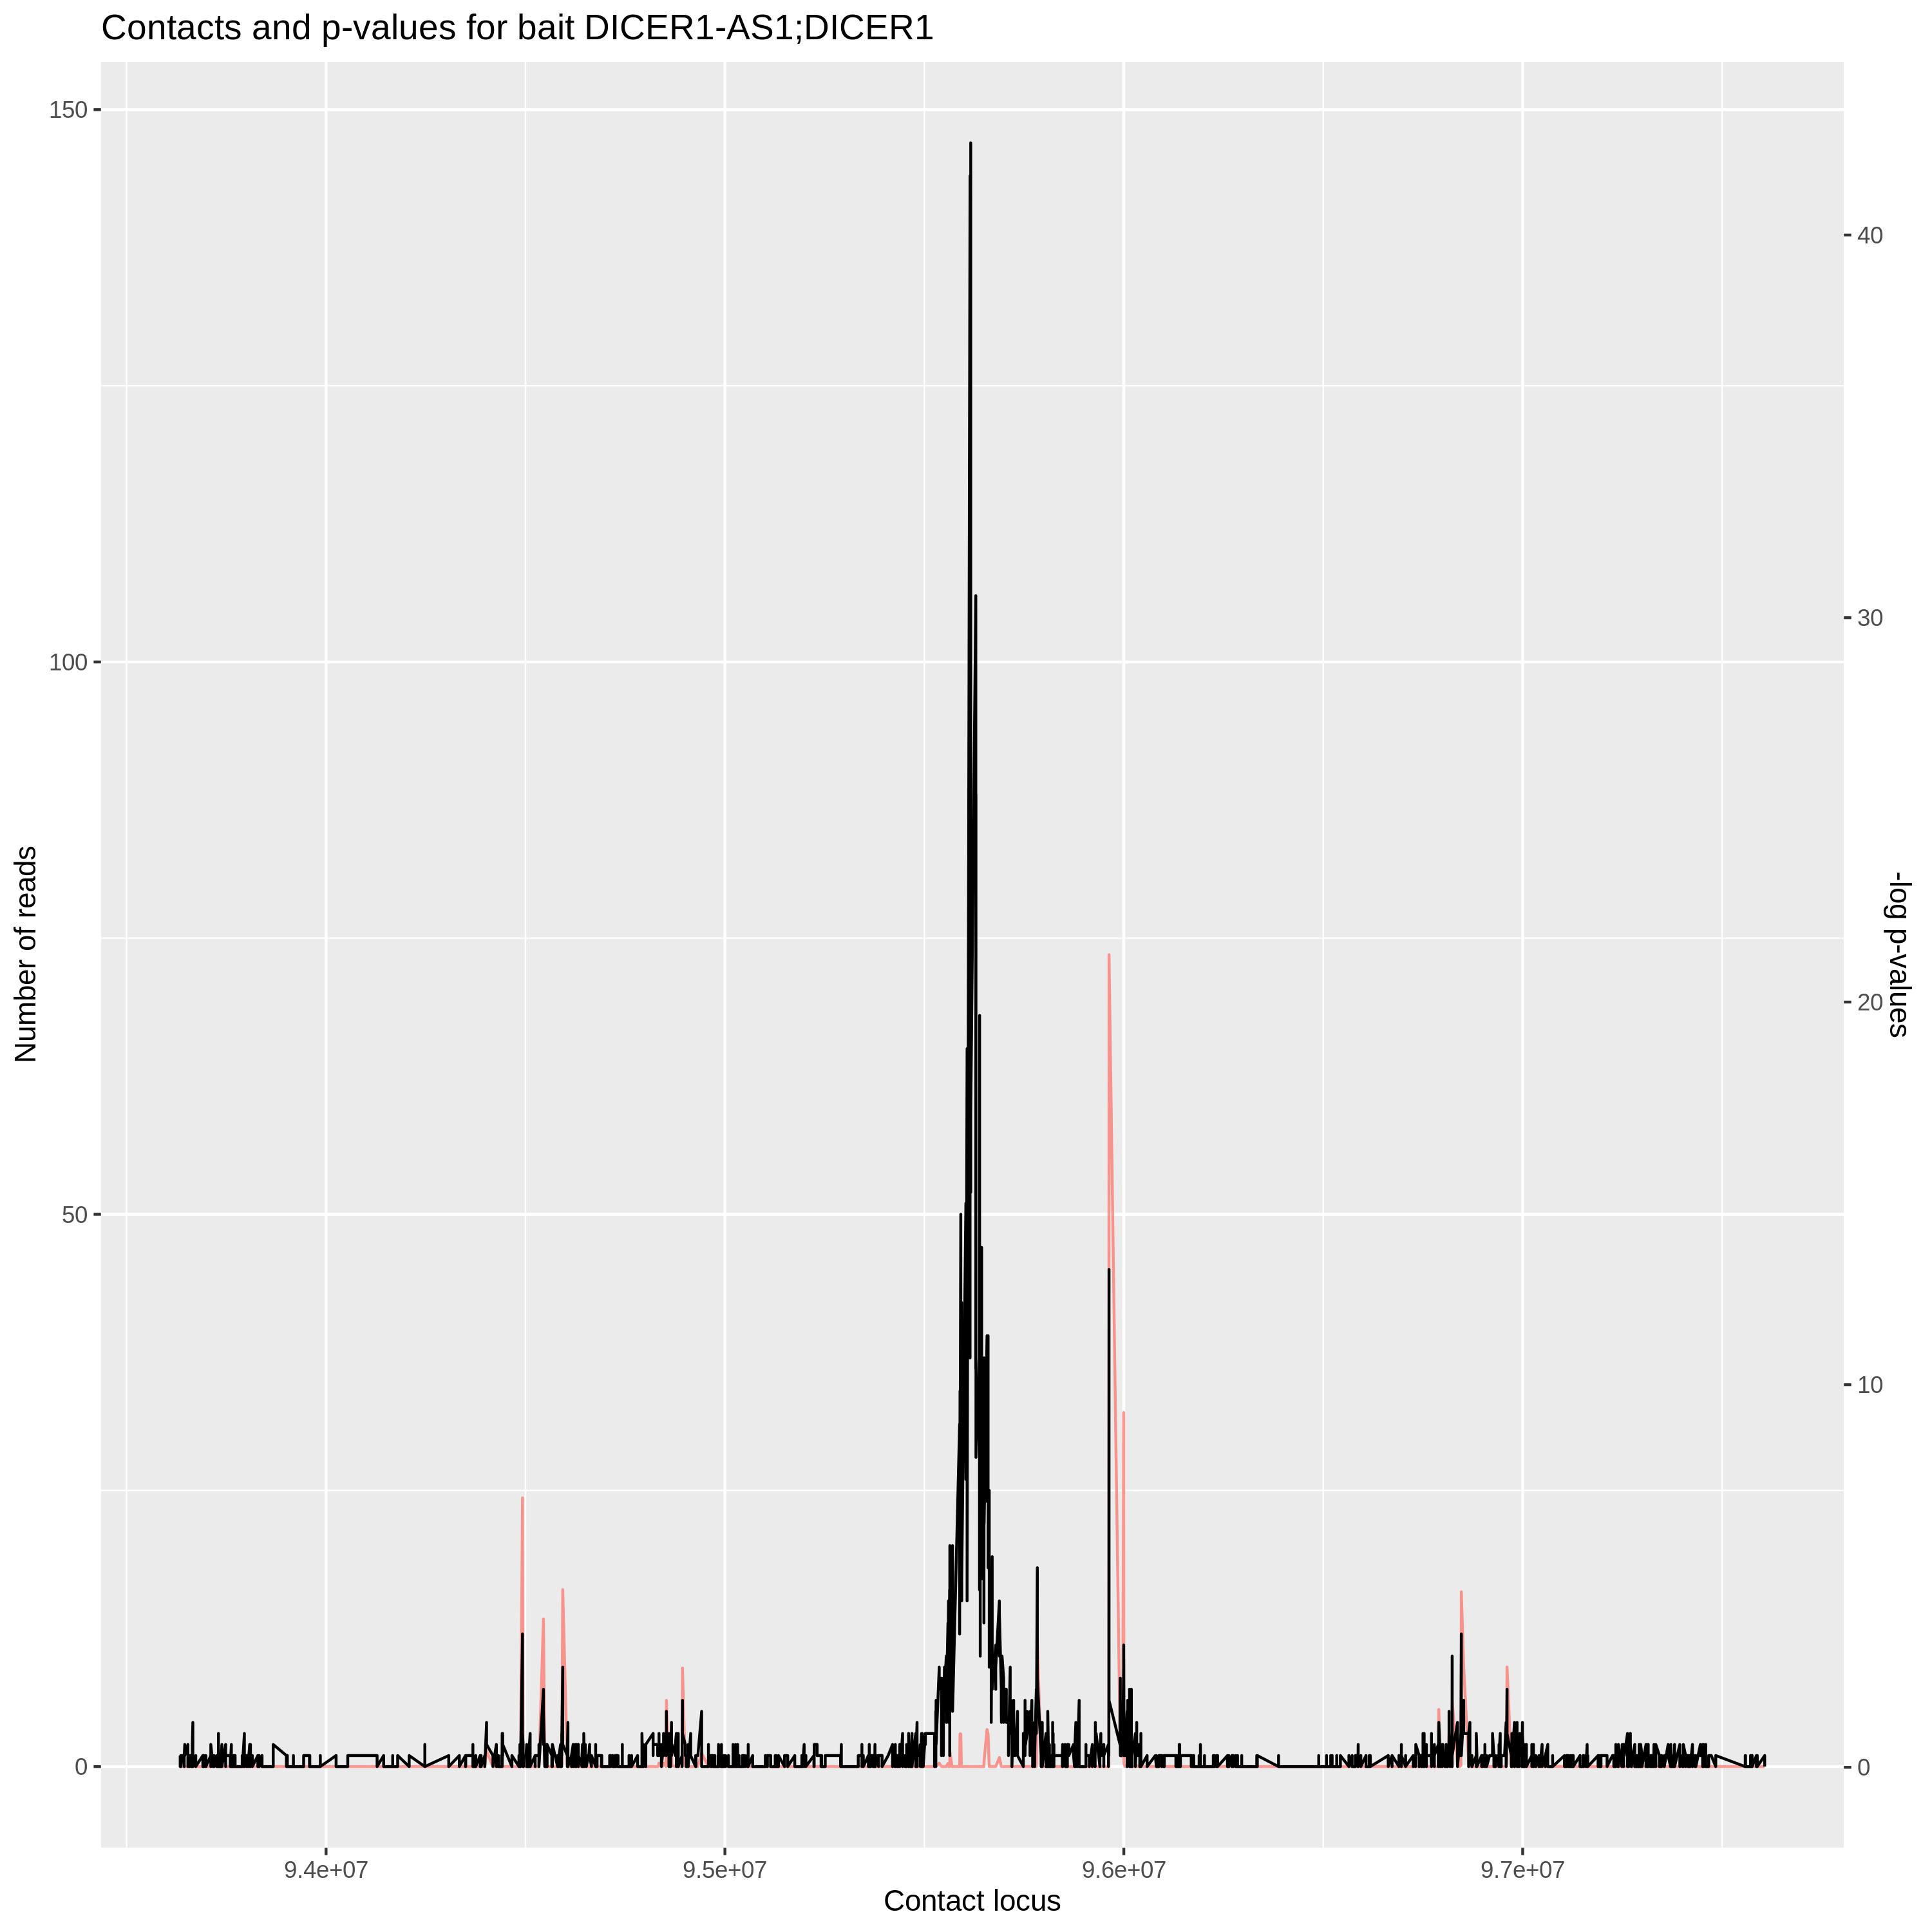 Contacts and p-values for bait DICER1-AS1;DICER1
150
100
50
0
Number of reads
40
30
20
10
0
-log p-values
9.4e+07
9.5e+07
9.6e+07
9.7e+07
Contact locus